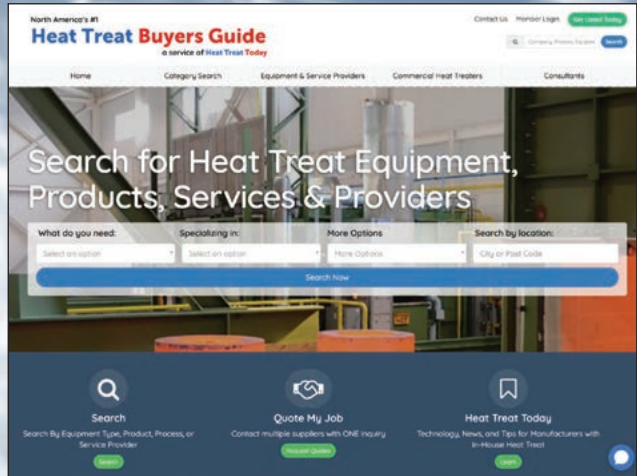 North America's #1
Contact Us Member Login Get Listed Today
Heat Treat Buyers Guide
a service of Heat Treat Today
Company, Process, Equipme Search
Home Category Search Equipment & Service Providers Commercial Heat Treaters Consultants
Search for Heat Treat Equipment,
Products, Services & Providers
What do you need: Specializing in: More Options Search by location:
Select an option Select an option More Options City or Post Code
Search Now
Search Quote My Job Heat Treat Today
Search By Equipment Type, Product, Process, or Contact multiple suppliers with ONE inquiry Technology, News, and Tips for Manufacturers with
Service Provider In-House Heat Treat
Search Request Quotes Learn